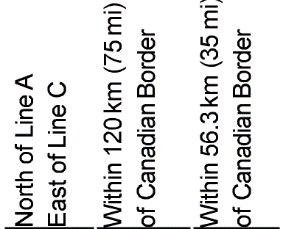 North of Line A
East of Line C
Within 120 km (75 mi)
of Canadian Border
Within 56.3 km (35 mi)
of Canadian Border